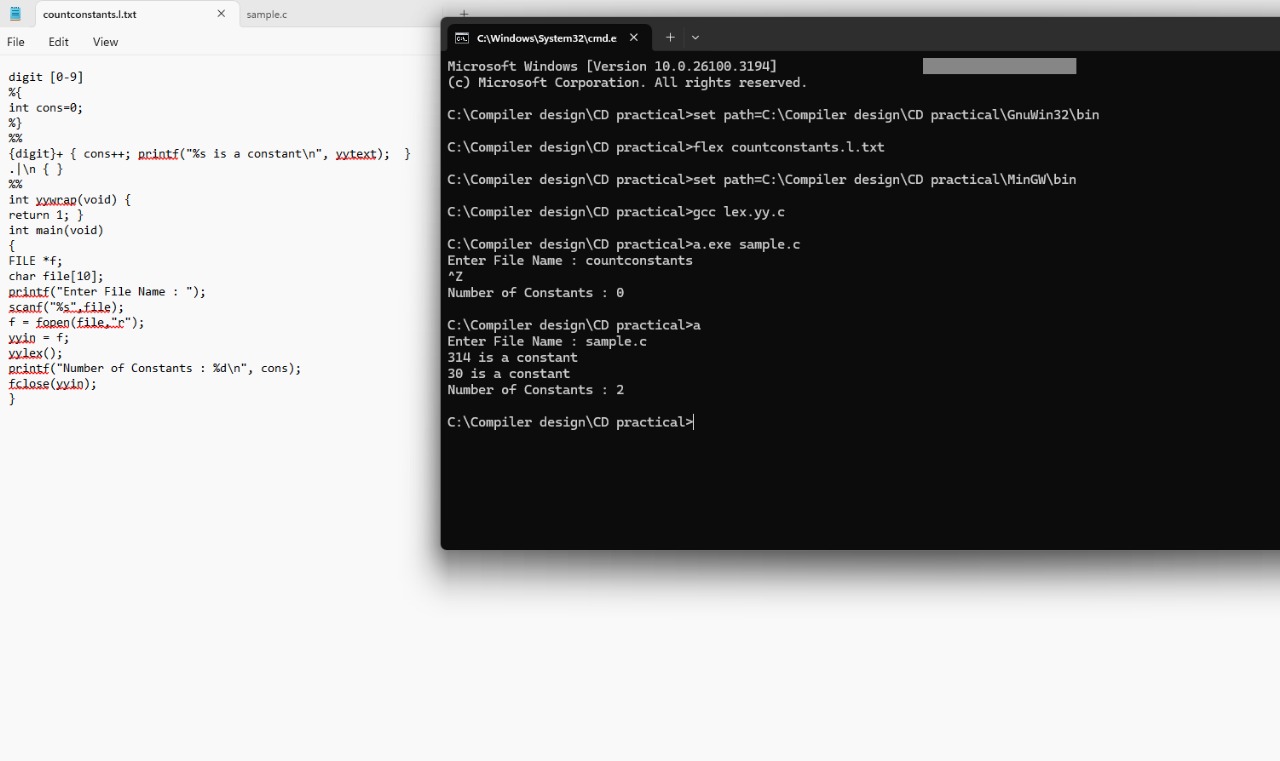 countconstants.l.txt
sample.c
File Edit View
digit [0-9]
%{
int cons=0;
%}
%%
{digit}+ { cons++; printf("%s is a constant\n", yytext);  }
.|\n { }
%%
int yywrap(void) {
return 1; }
int main(void)
{
FILE *f;
char file[10];
printf("Enter File Name : ");
scanf("%s",file);
f = fopen(file,"r");
yyin = f;
yylex();
printf("Number of Constants : %d\n", cons);
fclose(yyin);
}
C:\Windows\System32\cmd.e
Microsoft Windows [Version 10.0.26100.3194]
(c) Microsoft Corporation. All rights reserved.
C:\Compiler design\CD practical>set path=C:\Compiler design\CD practical\GnuWin32\bin
C:\Compiler design\CD practical>flex countconstants.l.txt
C:\Compiler design\CD practical>set path=C:\Compiler design\CD practical\MinGW\bin
C:\Compiler design\CD practical>gcc lex.yy.c
C:\Compiler design\CD practical>a.exe sample.c
Enter File Name : countconstants
^Z
Number of Constants : 0
C:\Compiler design\CD practical>a
Enter File Name : sample.c
314 is a constant
30 is a constant
Number of Constants : 2
C:\Compiler design\CD practical>